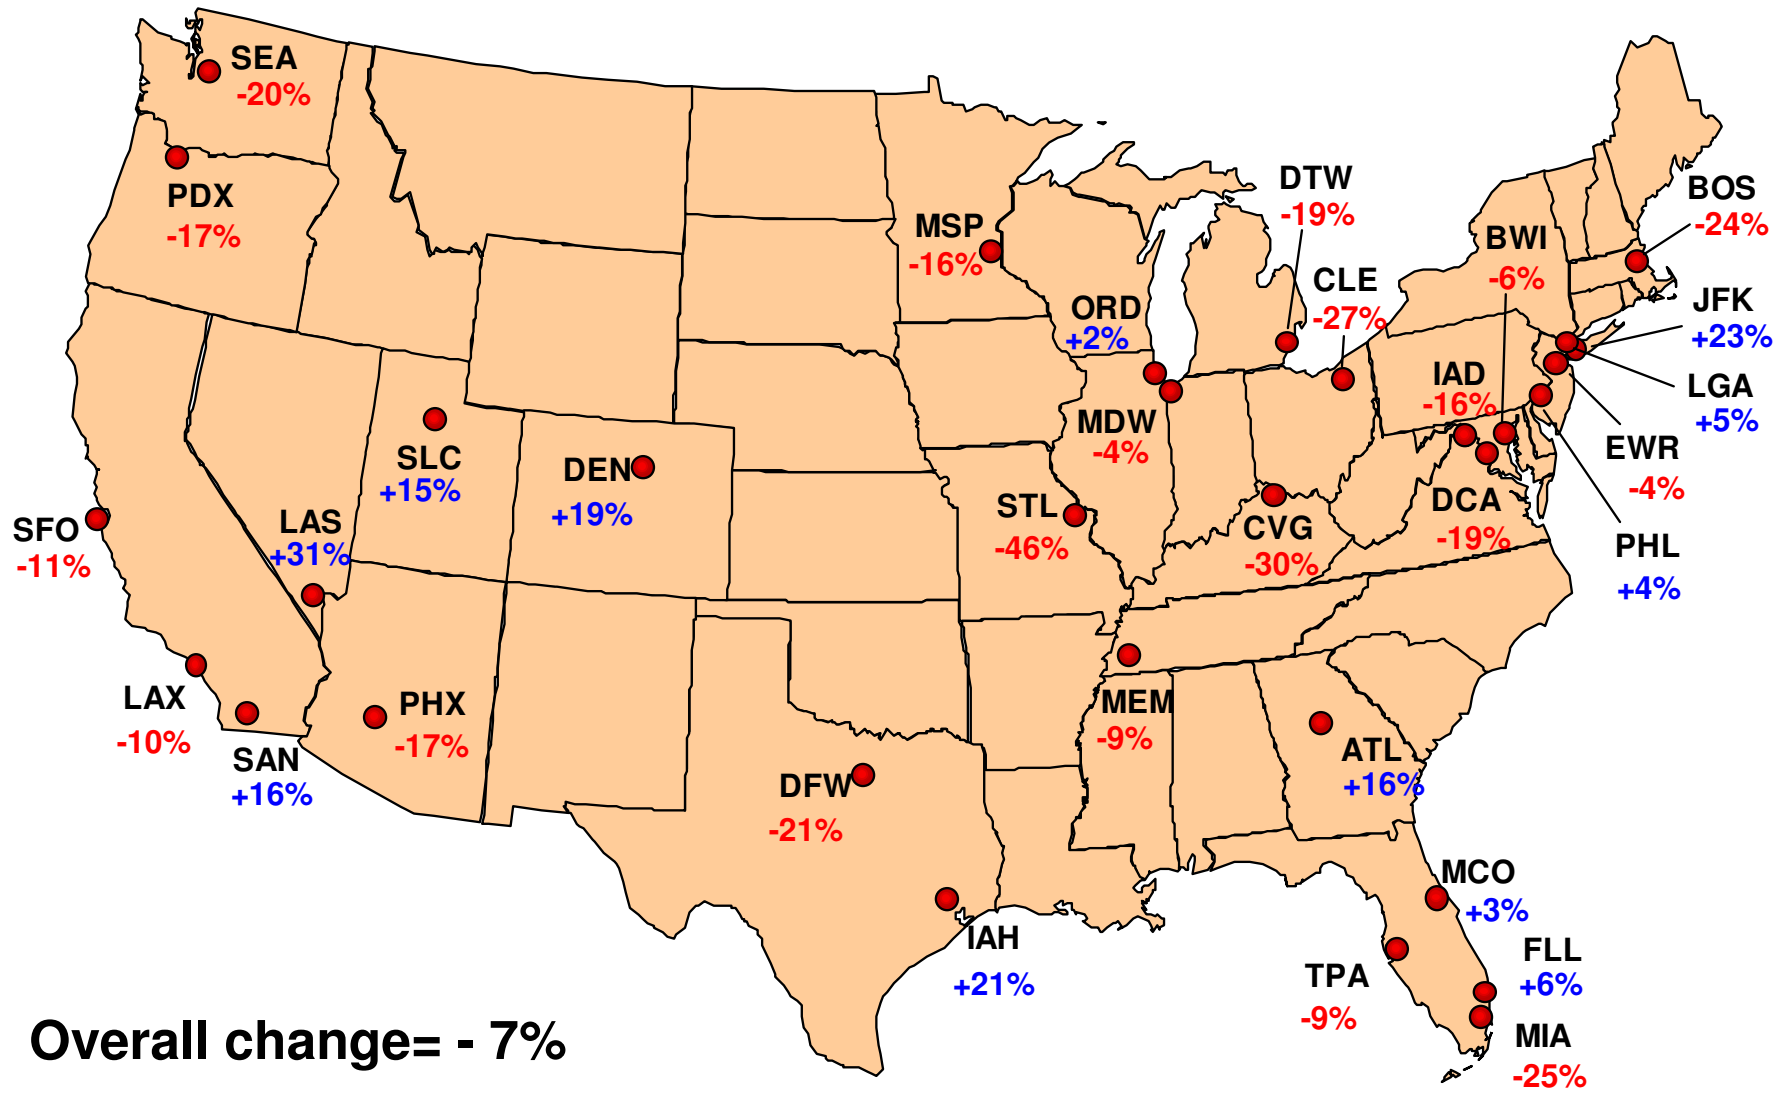 SEA
-20%
PDX
-17%
MSP
-16%
DTW
-19%
BOS
-24%
BWI
-6%
CLE
-27%
ORD
+2%
JFK
+23%
IAD
-16%
LGA
+5%
MDW
-4%
EWR
-4%
SLC
+15%
DEN
+19%
STL
-46%
DCA
-19%
CVG
-30%
PHL
+4%
LAS
+31%
SFO
-11%
LAX
-10%
SAN
+16%
PHX
-17%
MEM
-9%
ATL
+16%
DFW
-21%
MCO
+3%
IAH
+21%
TPA
-9%
FLL
+6%
MIA
-25%
Overall change= - 7%